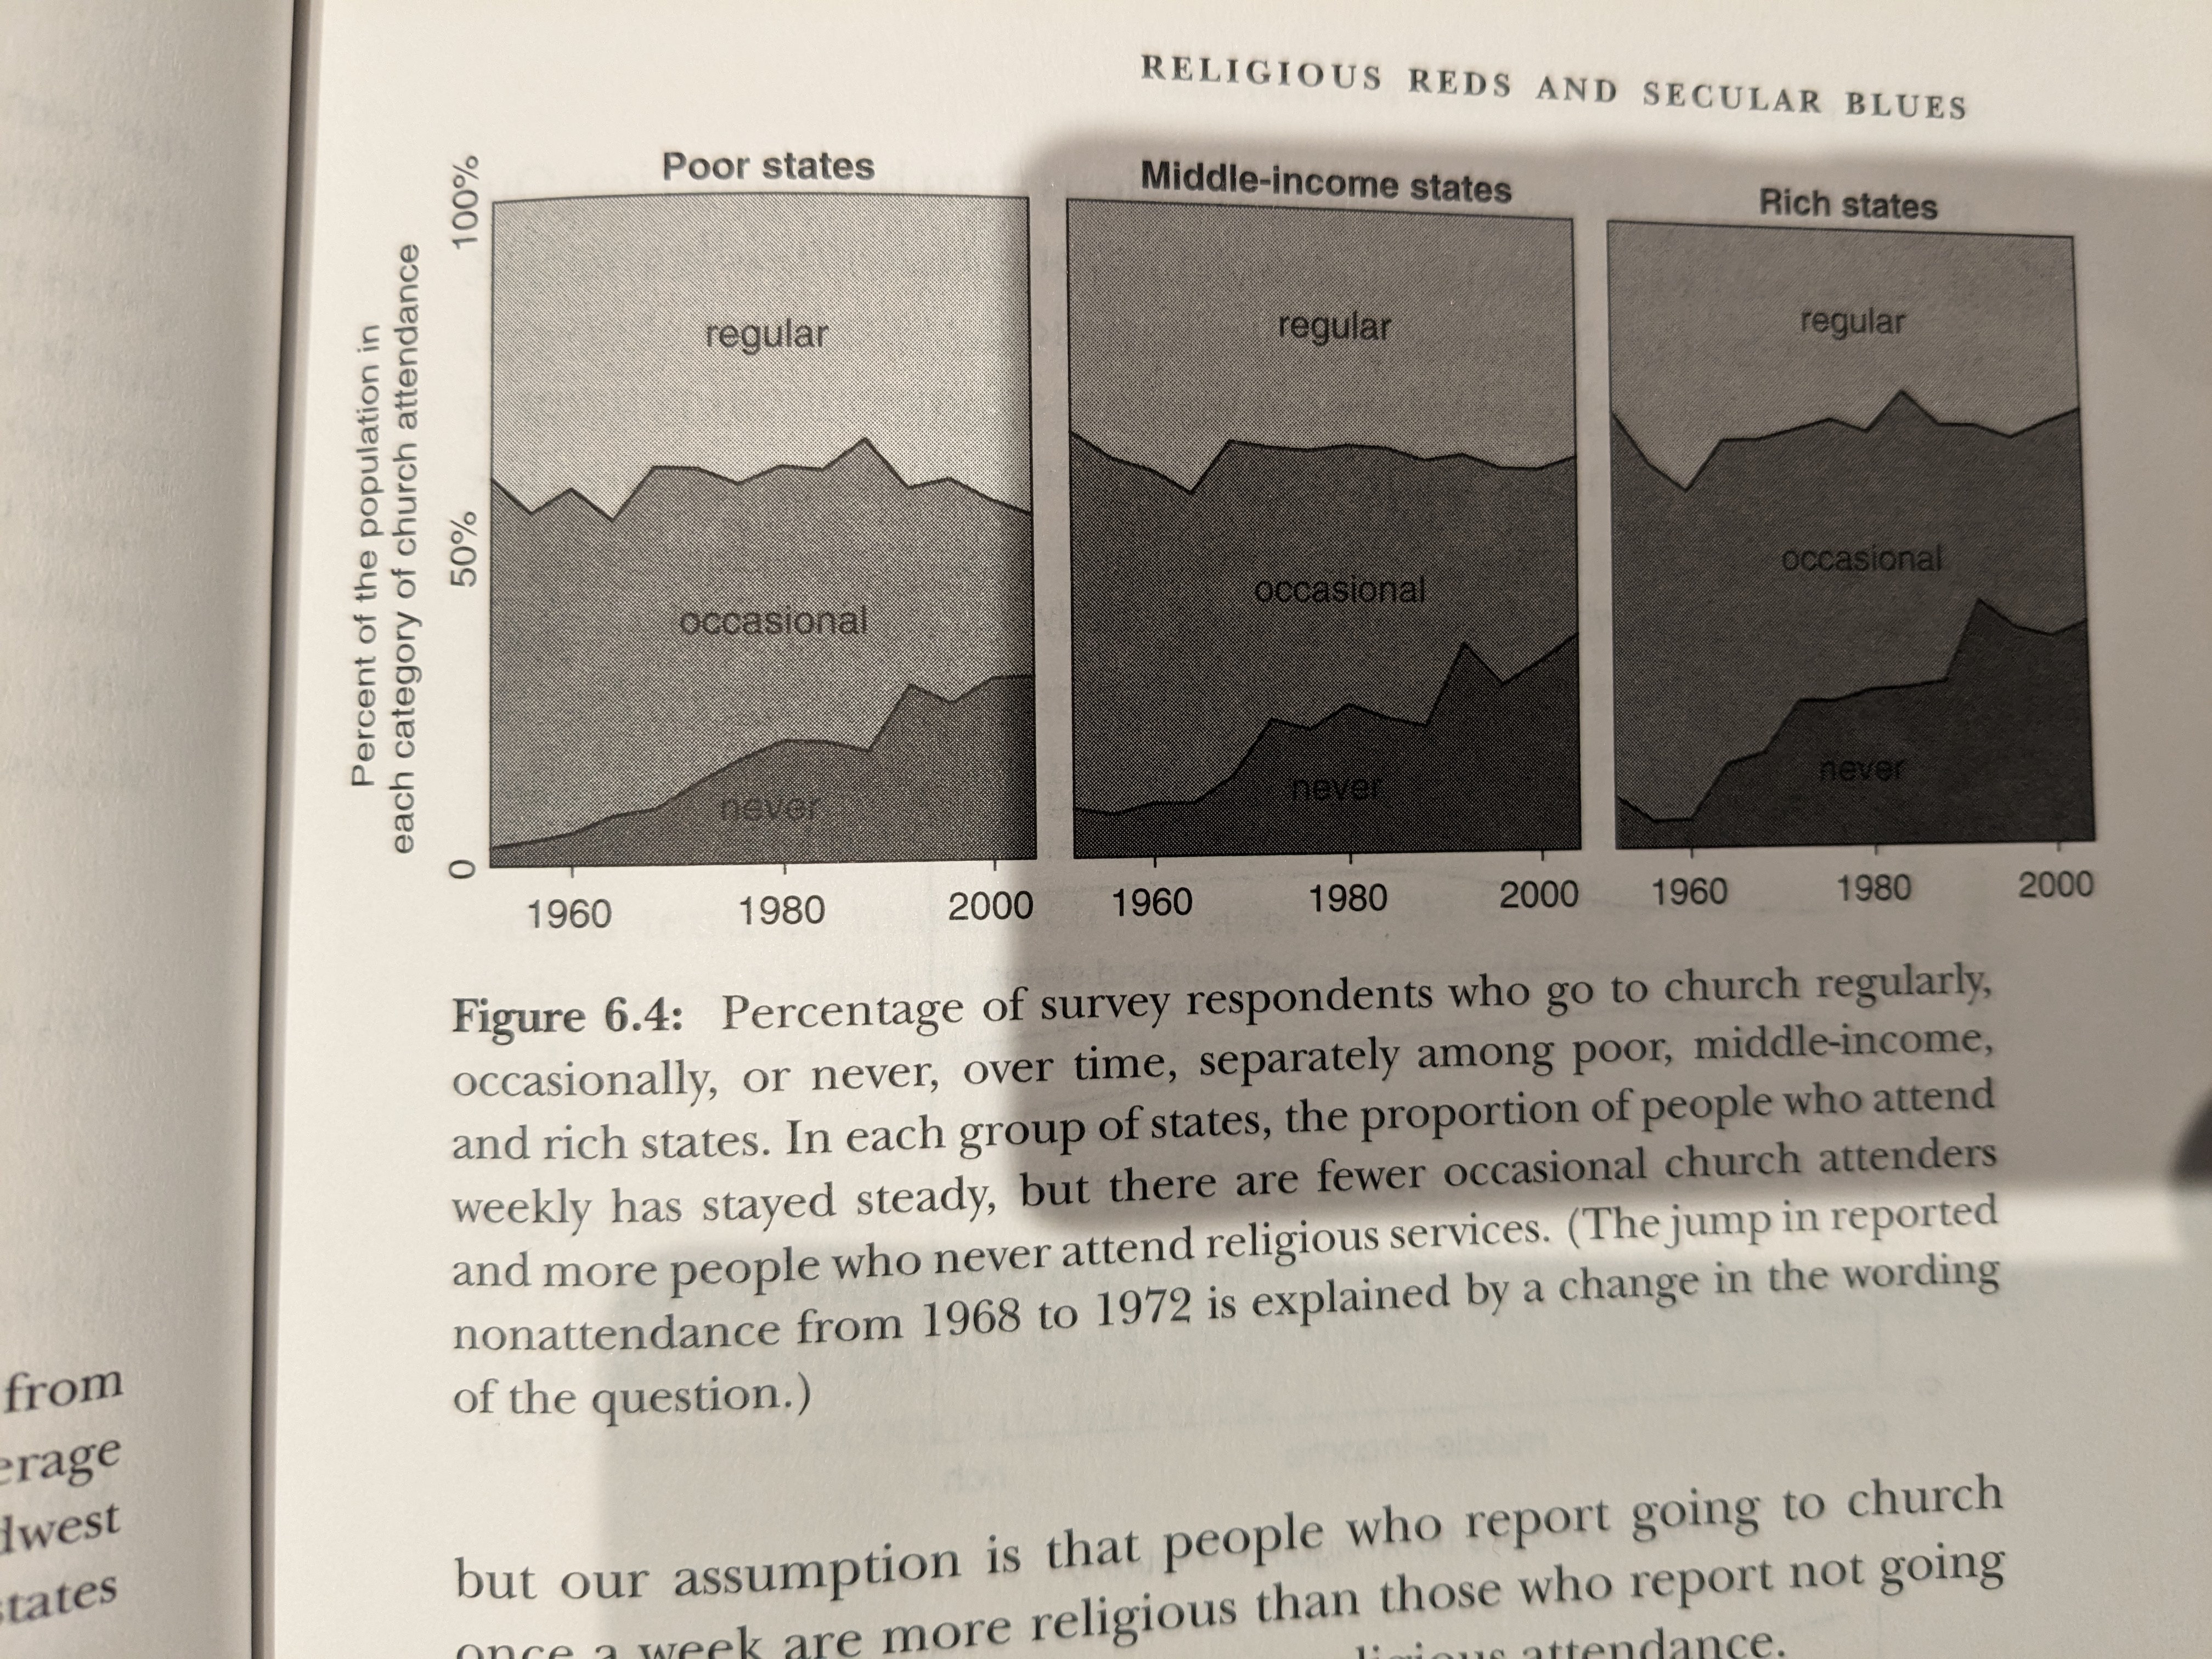 RELIGIOUS REDS AND SECULAR BLUES
Percent of the population in
each category of church attendance
100%
50%
0
Poor states
regular
occasional
never
1960 1980 2000
Middle-income states
regular
occasional
never
1960 1980 2000
Rich states
regular
occasional
never
1960 1980 2000
Figure 6.4: Percentage of survey respondents who go to church regularly,
occasionally, or never, over time, separately among poor, middle-income,
and rich states. In each group of states, the proportion of people who attend
weekly has stayed steady, but there are fewer occasional church attenders
and more people who never attend religious services. (The jump in reported
nonattendance from 1968 to 1972 is explained by a change in the wording
of the question.)
but our assumption is that people who report going to church
once a week are more religious than those who report not going
attendance.
from
states